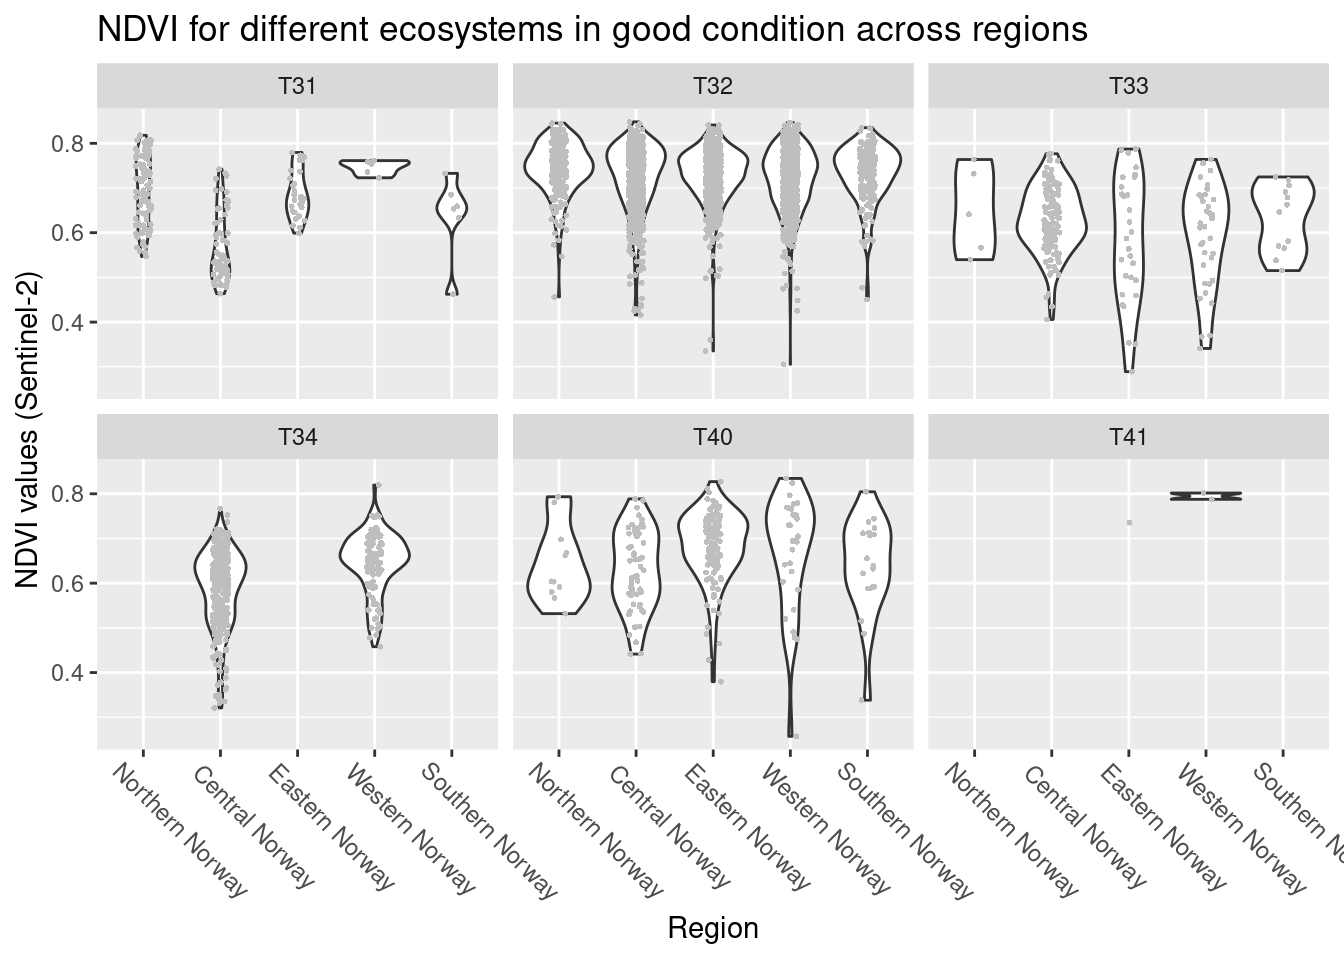 NDVI for different ecosystems in good condition across regions
T31 T32 T33
0.8
0.6
0.4
T34 T40 T41
0.8
0.6
0.4
NDVI values (Sentinel-2)
Northern Norway Central Norway Eastern Norway Western Norway Southern Norway Northern Norway Central Norway Eastern Norway Western Norway Southern Norway Northern Norway Central Norway Eastern Norway Western Norway Southern No
Region